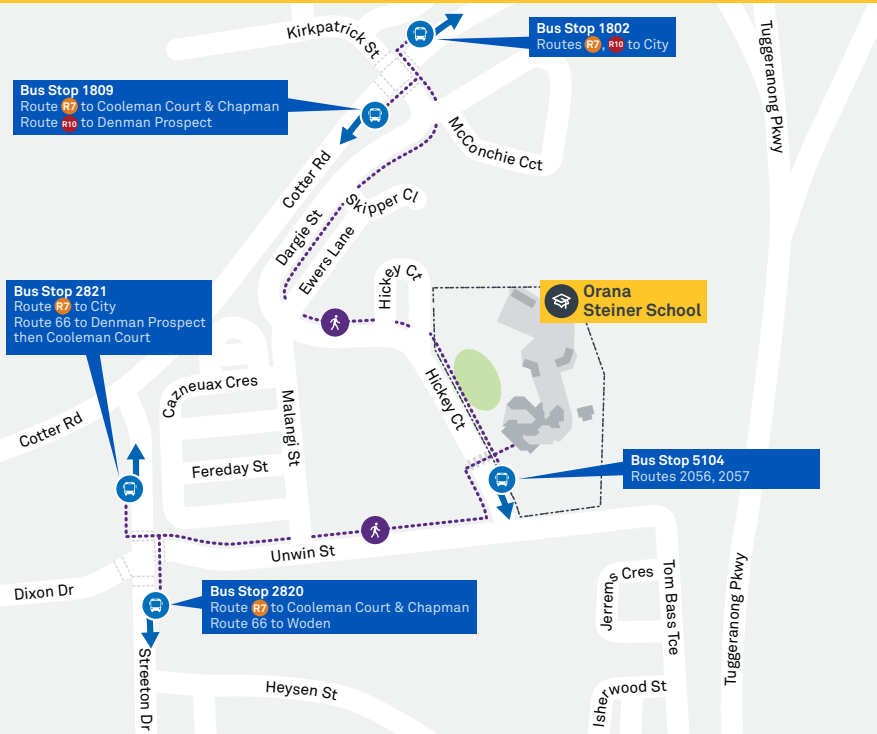 Kirkpatrick St
Bus Stop 1802
Routes R7, R10 to City
Tuggeranong Pkwy
Bus Stop 1809
Route R7 to Cooleman Court & Chapman
Route R10 to Denman Prospect
McConchie Cct
Cotter Rd
Skipper Cl
Dargie St
Ewers Lane
Hickey Ct
Orana
Steiner School
Bus Stop 2821
Route R7 to City
Route 66 to Denman Prospect
then Cooleman Court
Cazneuax Cres
Malangi St
Hickey Ct
Cotter Rd
Fereday St
Bus Stop 5104
Routes 2056, 2057
Unwin St
Dixon Dr
Bus Stop 2820
Route R7 to Cooleman Court & Chapman
Route 66 to Woden
Jerrems Cres
Tom Bass Tce
Tuggeranong Pkwy
Streeton Dr
Heysen St
Isherwood St